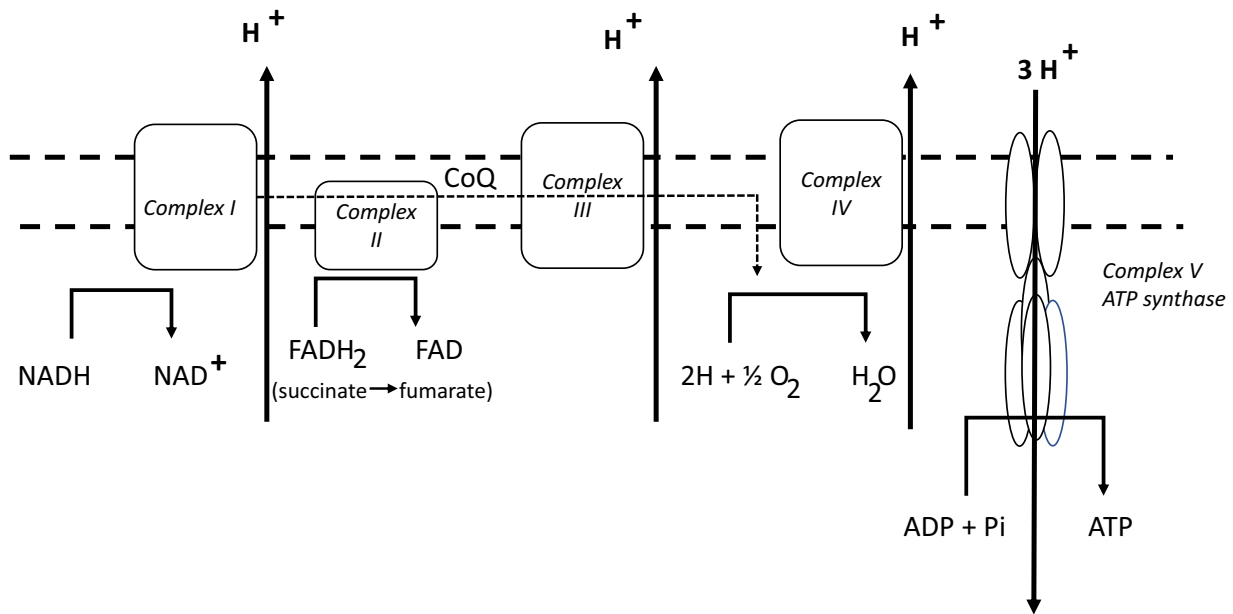 H +
H +
H +
3 H +
CoQ
Complex I
Complex
II
Complex
III
Complex
IV
Complex V
ATP synthase
NADH
NAD+
FADH2
FAD
(succinate→fumarate)
2H + ½ O2
H2O
ADP + Pi
ATP